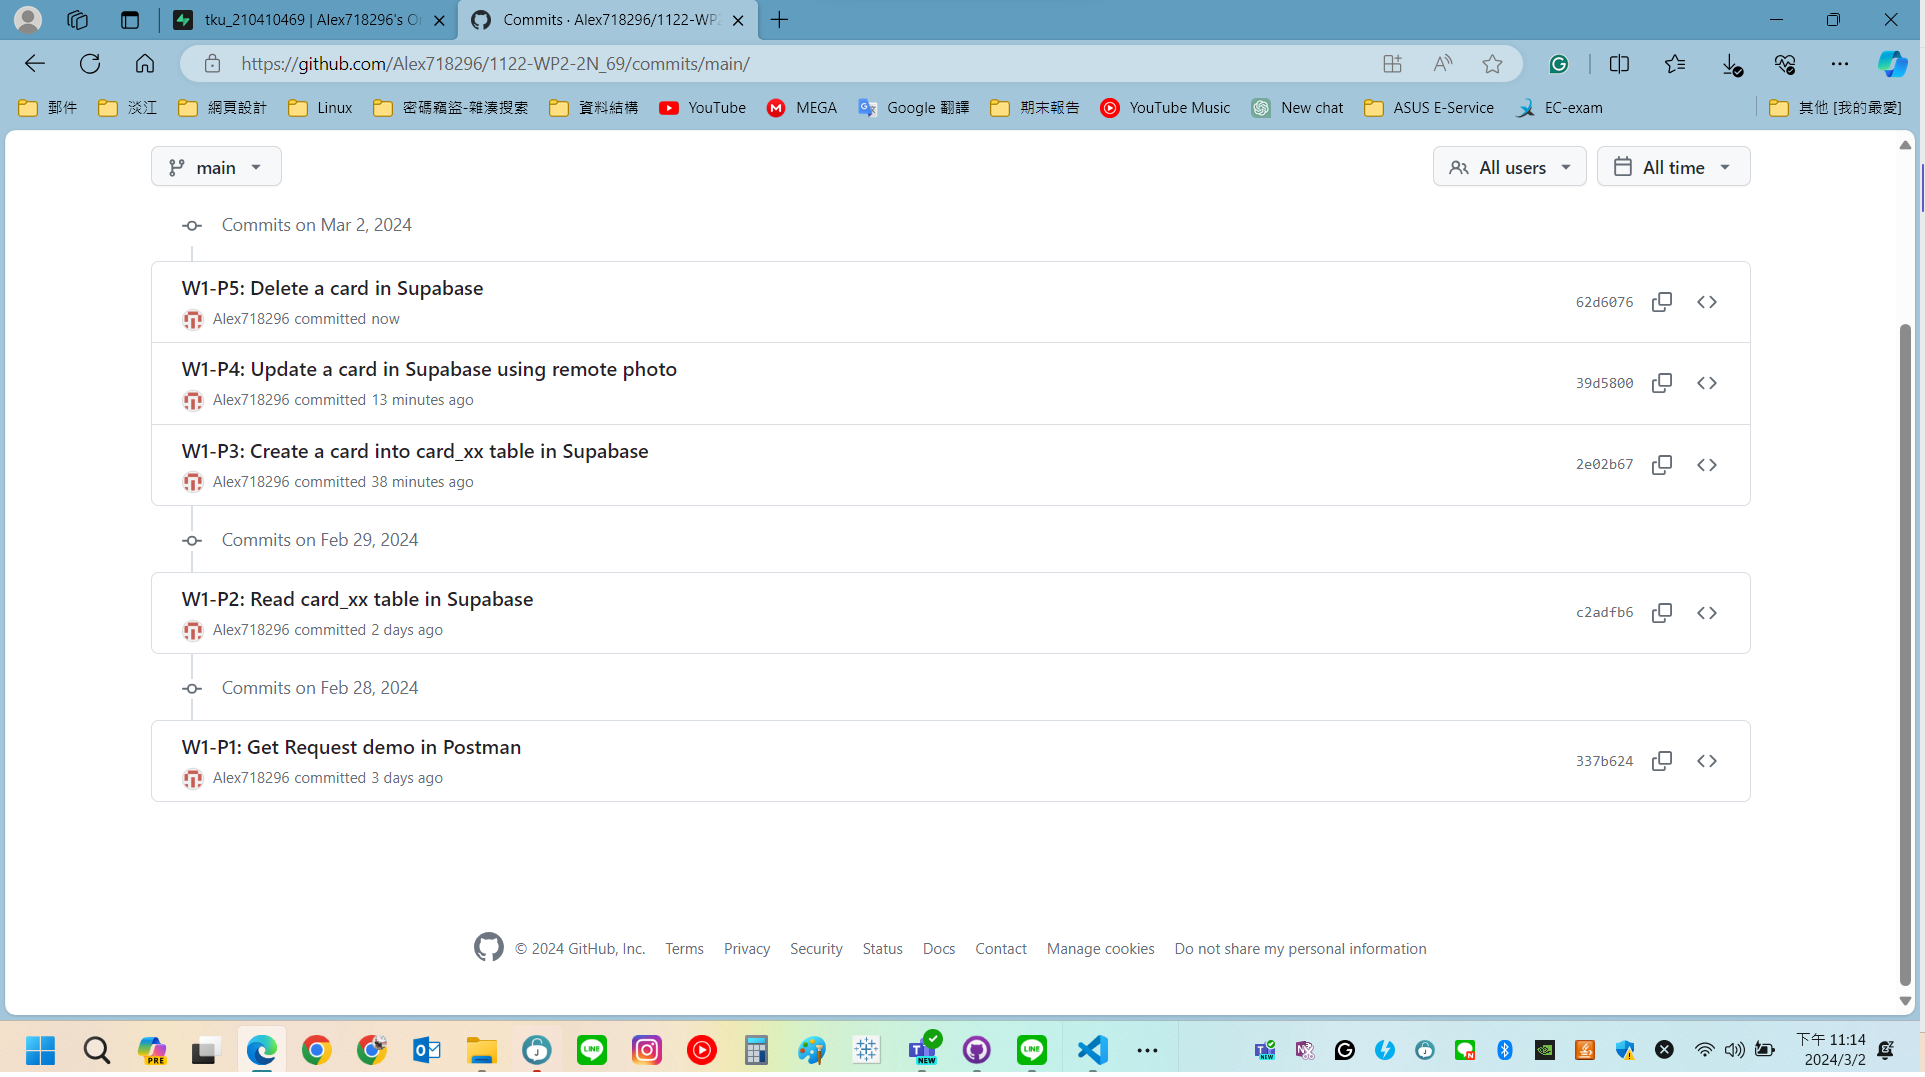 tku_210410469 | Alex718296's Or
Commits · Alex718296/1122-WP2
https://github.com/Alex718296/1122-WP2-2N_69/commits/main/
郵件 淡江 網頁設計 Linux 密碼竊盜-雜湊搜索 資料結構 YouTube MEGA Google 翻譯 期末報告 YouTube Music New chat ASUS E-Service EC-exam 其他 [我的最愛]
main All users All time
Commits on Mar 2, 2024
W1-P5: Delete a card in Supabase
Alex718296 committed now
62d6076
W1-P4: Update a card in Supabase using remote photo
Alex718296 committed 13 minutes ago
39d5800
W1-P3: Create a card into card_xx table in Supabase
Alex718296 committed 38 minutes ago
2e02b67
Commits on Feb 29, 2024
W1-P2: Read card_xx table in Supabase
Alex718296 committed 2 days ago
c2adfb6
Commits on Feb 28, 2024
W1-P1: Get Request demo in Postman
Alex718296 committed 3 days ago
337b624
© 2024 GitHub, Inc. Terms Privacy Security Status Docs Contact Manage cookies Do not share my personal information
下午 11:14
2024/3/2